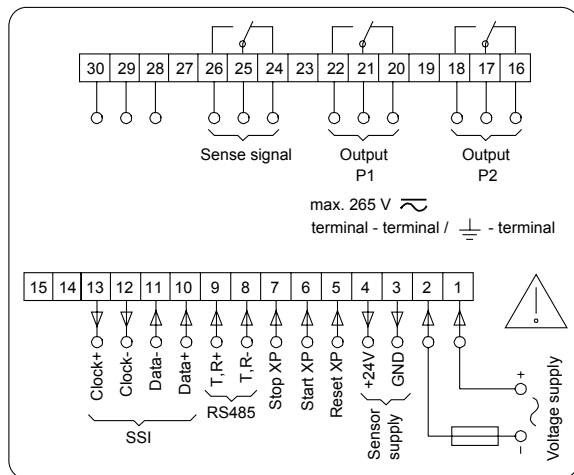 30 29 28 27 26 25 24 23 22 21 20 19 18 17 16
Sense signal
Output
P1
Output
P2
max. 265 V
terminal - terminal / - terminal
15 14 13 12 11 10 9 8 7 6 5 4 3 2 1
Clock+
Clock-
Data-
Data+
T,R+
T,R-
Stop XP
Start XP
Reset XP
+24V
GND
SSI
RS485
Sensor
supply
+
–
Voltage supply